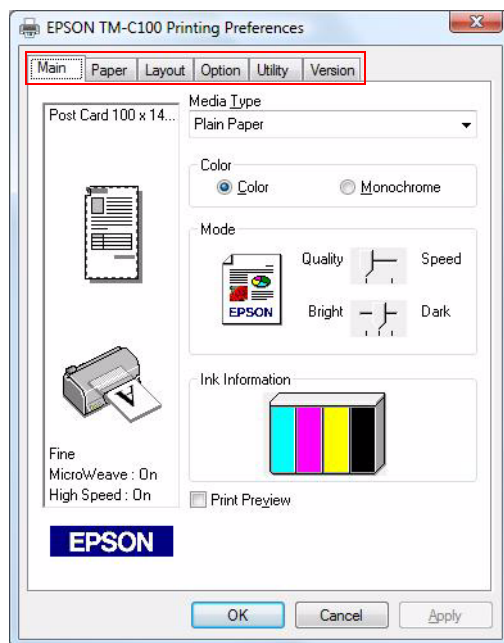 EPSON TM-C100 Printing Preferences
Main Paper Layout Option Utility Version
Post Card 100 x 14...
Media Type
Plain Paper
Color
Color Monochrome
Mode
EPSON
Quality Speed
Bright Dark
A
Ink Information
Fine
MicroWeave : On
High Speed : On
Print Preview
EPSON
OK Cancel Apply